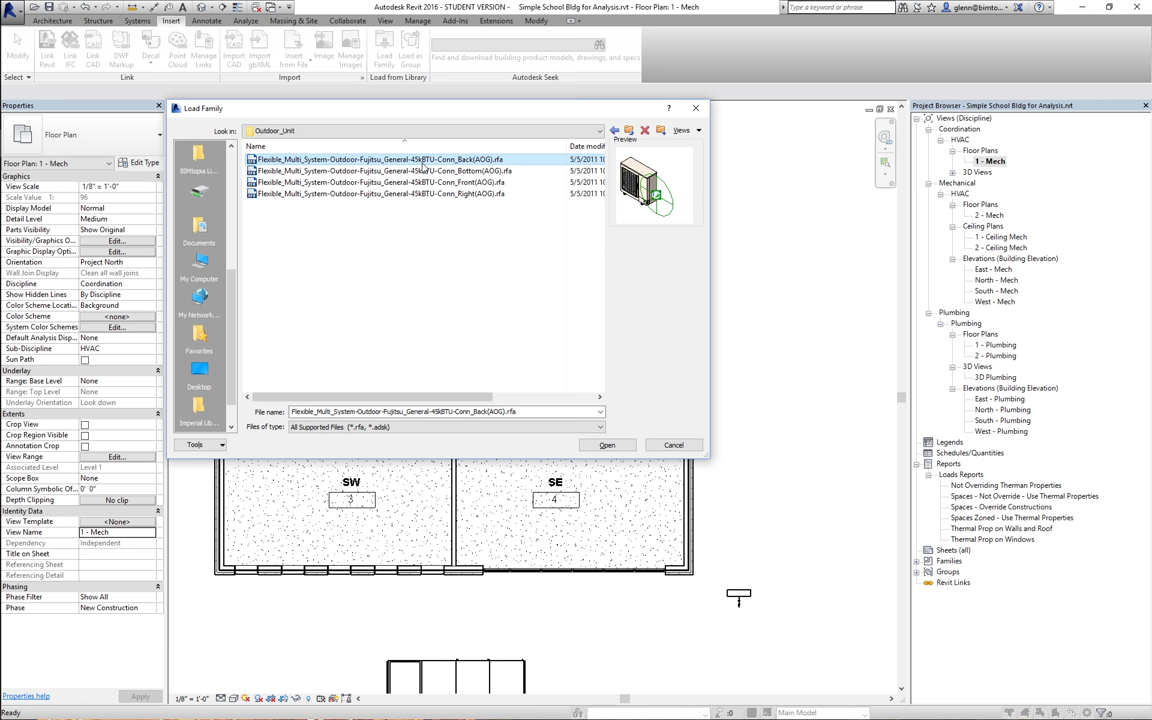 Autodesk Revit 2016 - STUDENT VERSION - Simple School Bldg for Analysis.rvt - Floor Plan: 1 - Mech
Type a keyword or phrase
glenn@bimto...
Architecture Structure Systems Insert Annotate Analyze Massing & Site Collaborate View Manage Add-Ins Extensions Modify
Modify
Link Revit
Link IFC
Link CAD
DWF Markup
Decal
Point Cloud
Manage Links
Import CAD
Import gbXML
Insert from File
Image
Manage Images
Load Family
Load as Group
Find and download building product models, drawings, and specs
Select
Link
Import
Load from Library
Autodesk Seek
Properties
Floor Plan
Floor Plan: 1 - Mech
Edit Type
Graphics
View Scale 1/8" = 1'-0"
Scale Value 1: 96
Display Model Normal
Detail Level Medium
Parts Visibility Show Original
Visibility/Graphics O... Edit...
Graphic Display Opti... Edit...
Orientation Project North
Wall Join Display Clean all wall joins
Discipline Coordination
Show Hidden Lines By Discipline
Color Scheme Locati... Background
Color Scheme <none>
System Color Schemes Edit...
Default Analysis Disp... None
Sub-Discipline HVAC
Sun Path
Underlay
Range: Base Level None
Range: Top Level None
Underlay Orientation Look down
Extents
Crop View
Crop Region Visible
Annotation Crop
View Range Edit...
Associated Level Level 1
Scope Box None
Column Symbolic Of... 0' 0"
Depth Clipping No clip
Identity Data
View Template <None>
View Name 1 - Mech
Dependency Independent
Title on Sheet
Referencing Sheet
Referencing Detail
Phasing
Phase Filter Show All
Phase New Construction
Properties help
Apply
Ready
Load Family
Look in: Outdoor_Unit
Views
Name
Date modif
Preview
Flexible_Multi_System-Outdoor-Fujitsu_General-45kBTU-Conn_Back(AOG).rfa 5/5/2011 10
Flexible_Multi_System-Outdoor-Fujitsu_General-45kBTU-Conn_Bottom(AOG).rfa 5/5/2011 10
Flexible_Multi_System-Outdoor-Fujitsu_General-45kBTU-Conn_Front(AOG).rfa 5/5/2011 10
Flexible_Multi_System-Outdoor-Fujitsu_General-45kBTU-Conn_Right(AOG).rfa 5/5/2011 10
BIMtopia L...
Documents
My Computer
My Network...
Favorites
Desktop
Imperial Lib...
File name: Flexible_Multi_System-Outdoor-Fujitsu_General-45kBTU-Conn_Back(AOG).rfa
Files of type: All Supported Files (*.rfa, *.adsk)
Tools
Open
Cancel
SW
3
SE
4
1/8" = 1'-0"
:0
Main Model
:0
Project Browser - Simple School Bldg for Analysis.rvt
Views (Discipline)
Coordination
HVAC
Floor Plans
1 - Mech
3D Views
Mechanical
HVAC
Floor Plans
2 - Mech
Ceiling Plans
1 - Ceiling Mech
2 - Ceiling Mech
Elevations (Building Elevation)
East - Mech
North - Mech
South - Mech
West - Mech
Plumbing
Plumbing
Floor Plans
1 - Plumbing
2 - Plumbing
3D Views
3D Plumbing
Elevations (Building Elevation)
East - Plumbing
North - Plumbing
South - Plumbing
West - Plumbing
Legends
Schedules/Quantities
Reports
Loads Reports
Not Overriding Therman Properties
Spaces - Not Override - Use Thermal Properties
Spaces - Override Constructions
Spaces Zoned - Use Thermal Properties
Thermal Prop on Walls and Roof
Thermal Prop on Windows
Sheets (all)
Families
Groups
Revit Links